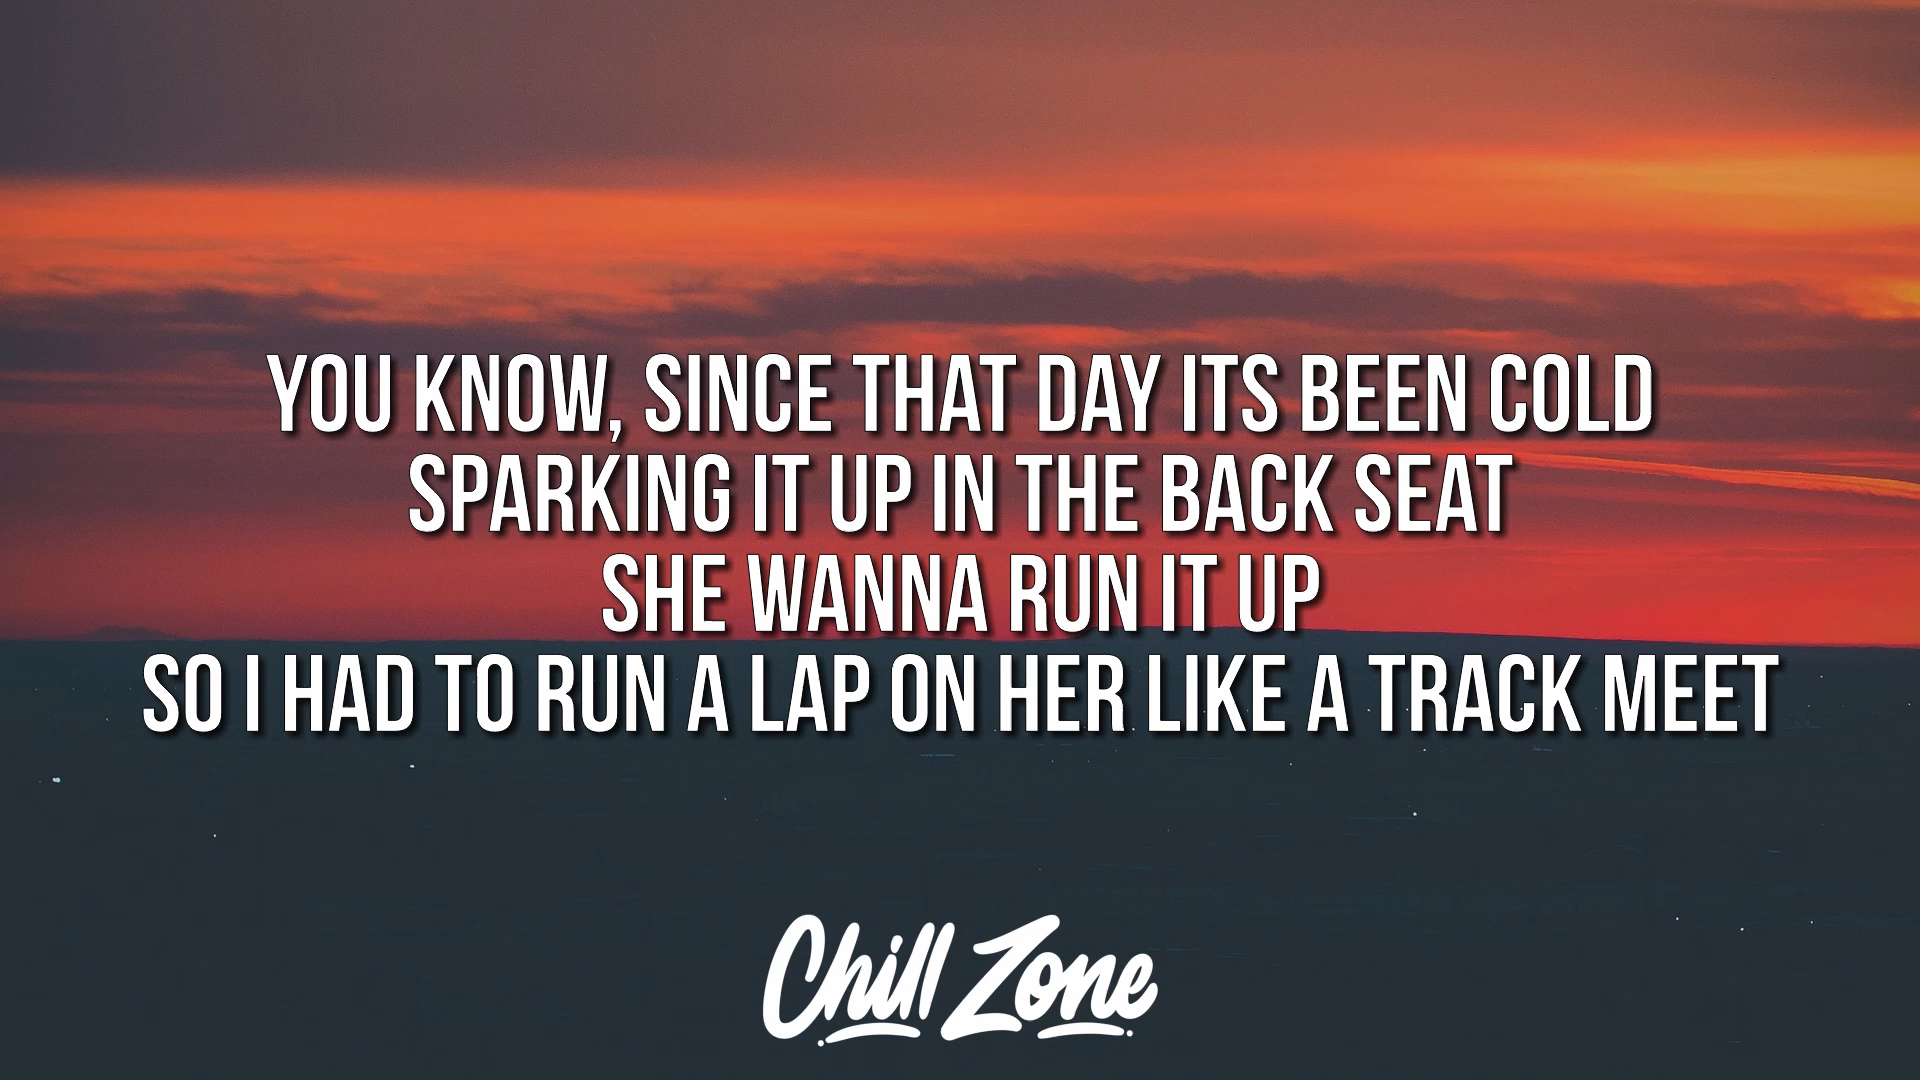 YOU KNOW, SINCE THAT DAY ITS BEEN COLD
SPARKING IT UP IN THE BACK SEAT
SHE WANNA RUN IT UP
SO I HAD TO RUN A LAP ON HER LIKE A TRACK MEET
Chill Zone